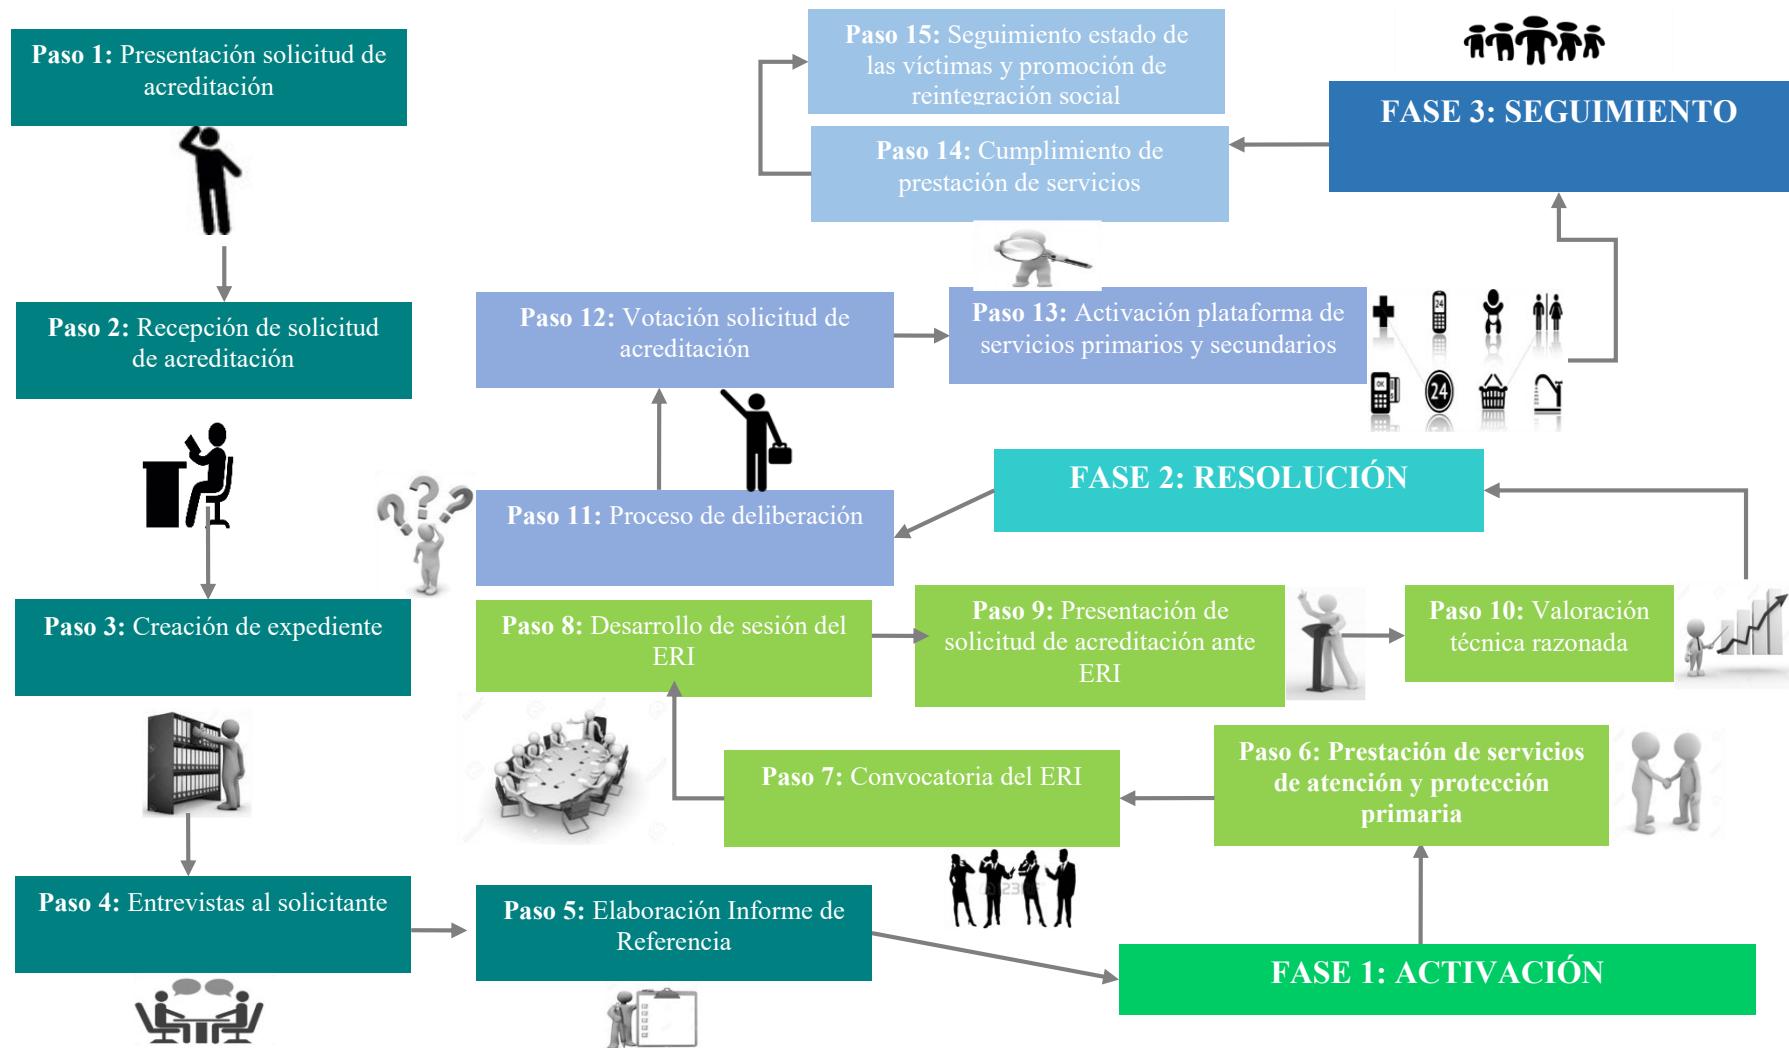 Paso 1: Presentación solicitud de
acreditación
Paso 2: Recepción de solicitud
de acreditación
Paso 3: Creación de expediente
Paso 4: Entrevistas al solicitante
Paso 5: Elaboración Informe de
Referencia
FASE 1: ACTIVACIÓN
Paso 6: Prestación de servicios
de atención y protección
primaria
Paso 7: Convocatoria del ERI
Paso 8: Desarrollo de sesión del
ERI
Paso 9: Presentación de
solicitud de acreditación ante
ERI
Paso 10: Valoración
técnica razonada
FASE 2: RESOLUCIÓN
Paso 11: Proceso de deliberación
Paso 12: Votación solicitud de
acreditación
Paso 13: Activación plataforma de
servicios primarios y secundarios
24
OK
24
FASE 3: SEGUIMIENTO
Paso 14: Cumplimiento de
prestación de servicios
Paso 15: Seguimiento estado de
las víctimas y promoción de
reintegración social